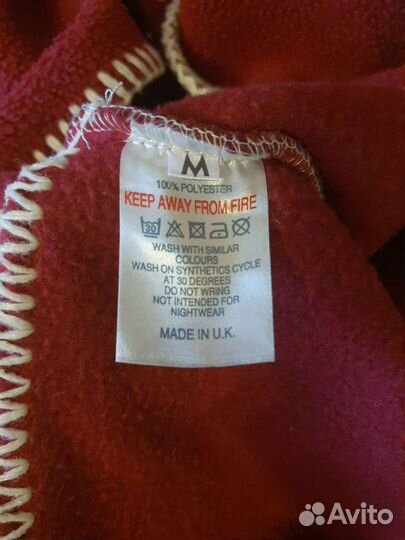 M
100% POLYESTER
KEEP AWAY FROM FIRE
30
WASH WITH SIMILAR
COLOURS
WASH ON SYNTHETICS CYCLE
AT 30 DEGREES
DO NOT WRING
NOT INTENDED FOR
NIGHTWEAR
MADE IN U.K.
Avito